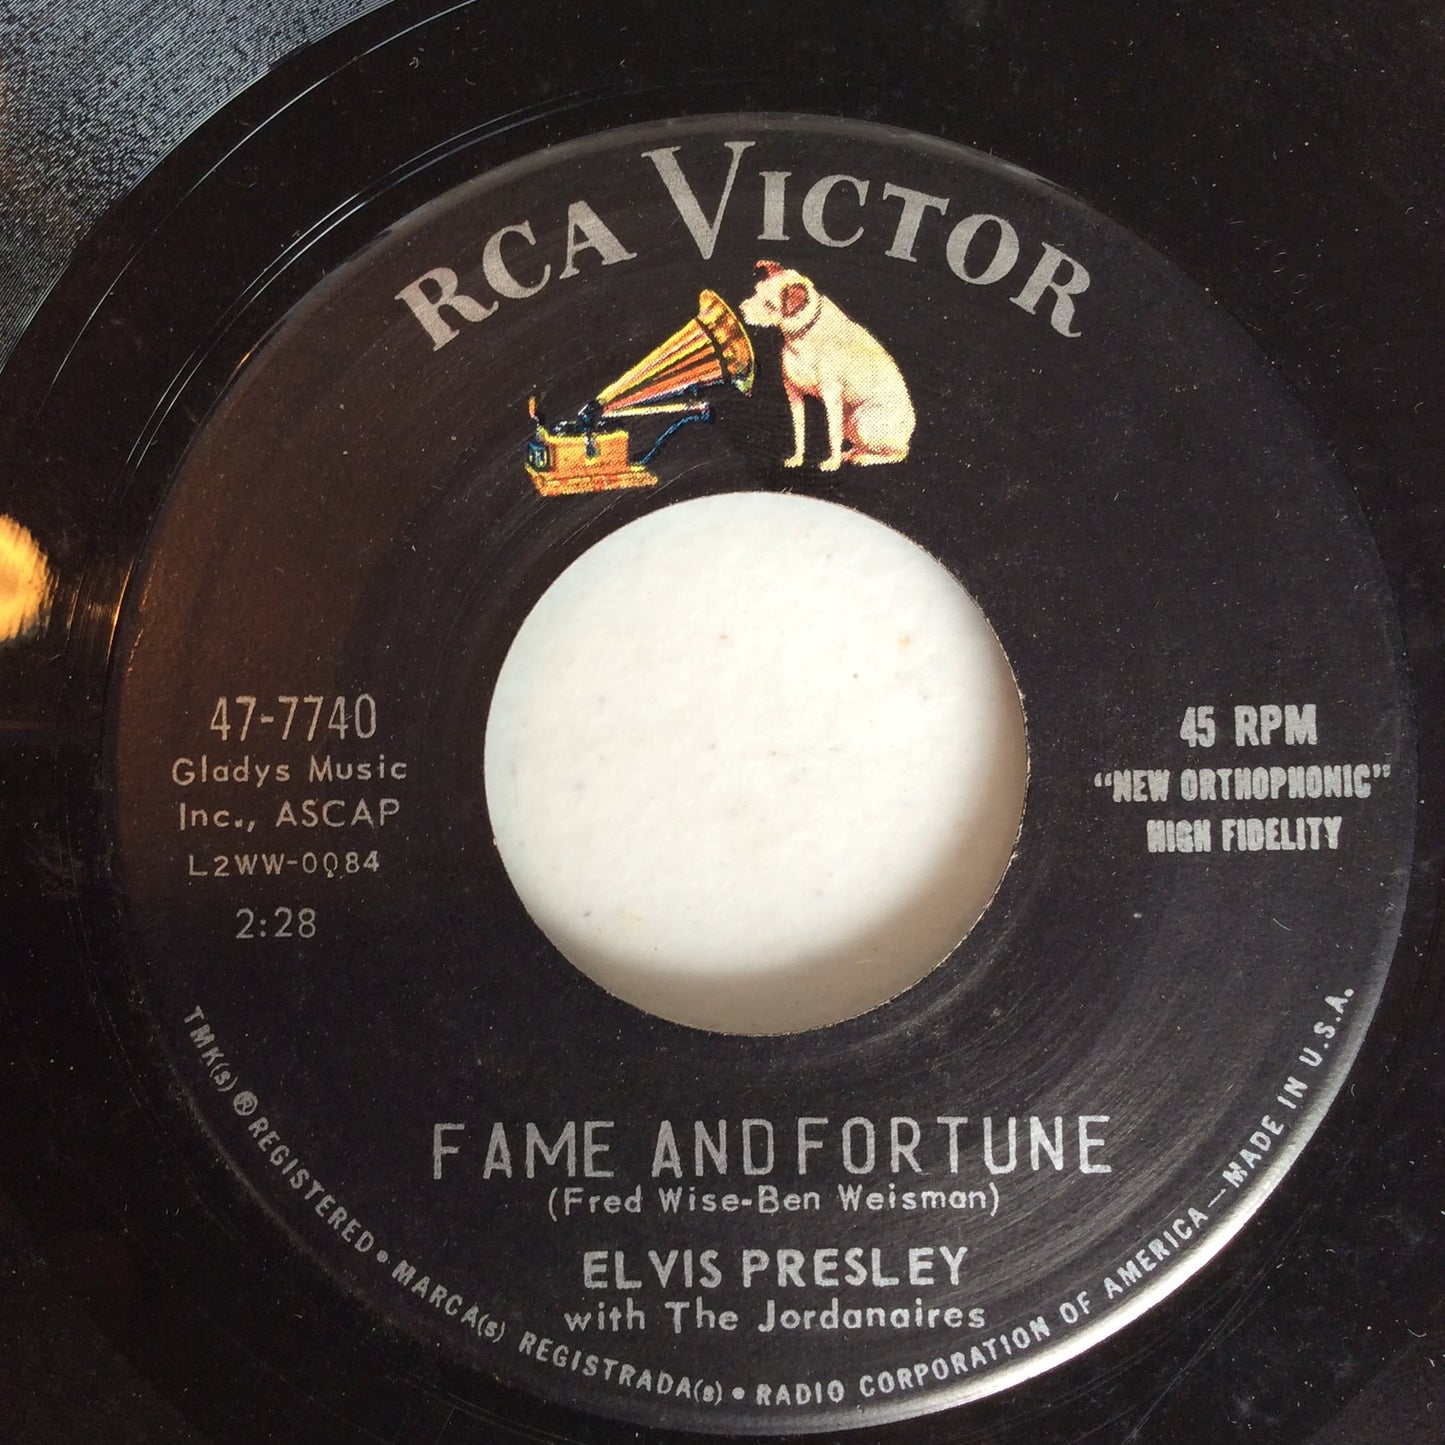 RCA VICTOR
47-7740
Gladys Music
Inc., ASCAP
L2WW-0084
2:28
45 RPM
"NEW ORTHOPHONIC"
HIGH FIDELITY
FAME AND FORTUNE
(Fred Wise-Ben Weisman)
ELVIS PRESLEY
with The Jordanaires
TMK(s) ® REGISTERED • MARCA(s) REGISTRADA(s) • RADIO CORPORATION OF AMERICA — MADE IN U.S.A.